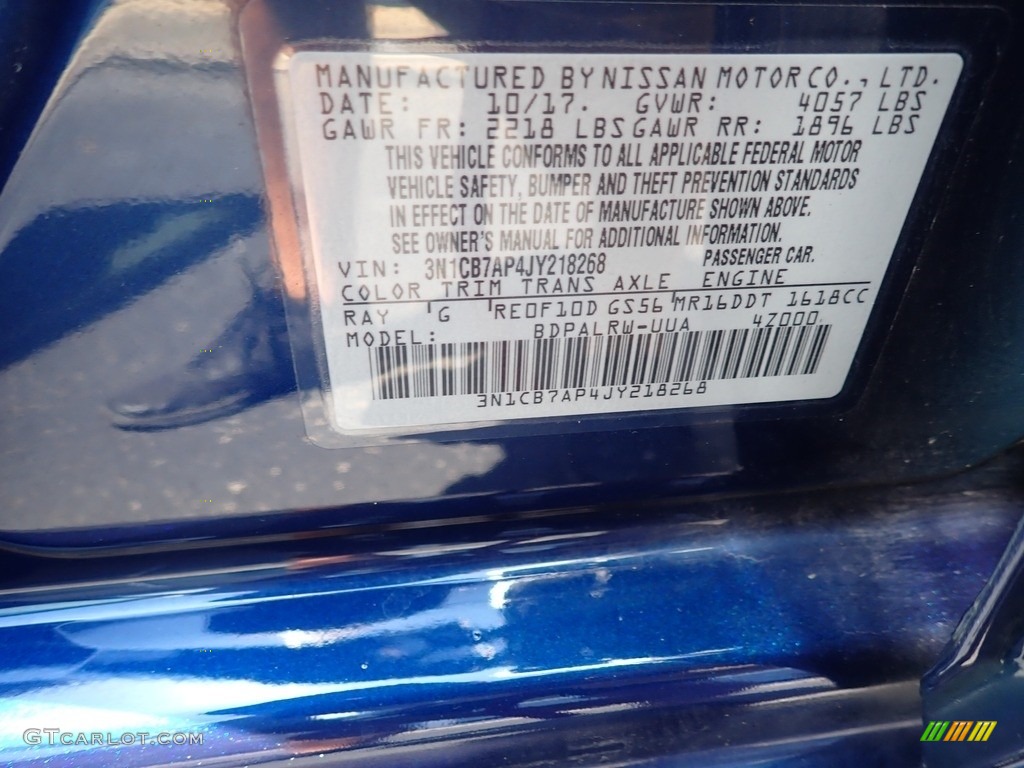 MANUFACTURED BY NISSAN MOTOR CO., LTD.
DATE: 10/17. GVWR: 4057 LBS
GAWR FR: 2218 LBS GAWR RR: 1896 LBS
THIS VEHICLE CONFORMS TO ALL APPLICABLE FEDERAL MOTOR
VEHICLE SAFETY, BUMPER AND THEFT PREVENTION STANDARDS
IN EFFECT ON THE DATE OF MANUFACTURE SHOWN ABOVE.
SEE OWNER'S MANUAL FOR ADDITIONAL INFORMATION.
VIN: 3N1CB7AP4JY218268 PASSENGER CAR.
COLOR TRIM TRANS AXLE ENGINE
RAY G RE0F10D GS56 MR16DDT 1618CC
MODEL: BDPALRW-UUA 4Z000
3N1CB7AP4JY218268
GTCARLOT.COM